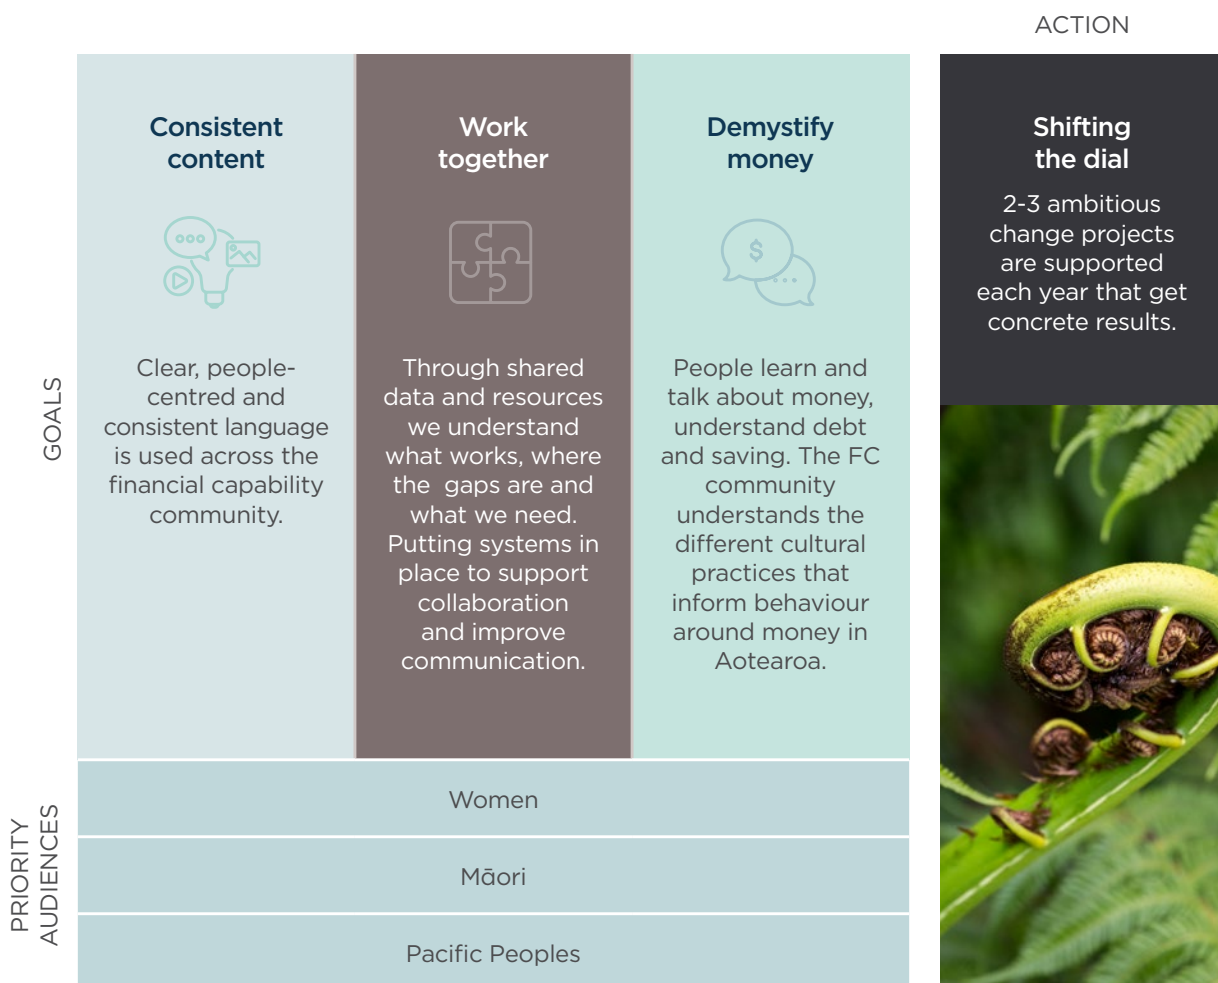 ACTION
GOALS
Consistent
content
Clear, people-
centred and
consistent language
is used across the
financial capability
community.
Work
together
Through shared
data and resources
we understand
what works, where
the  gaps are and
what we need.
Putting systems in
place to support
collaboration
and improve
communication.
Demystify
money
$
People learn and
talk about money,
understand debt
and saving. The FC
community
understands the
different cultural
practices that
inform behaviour
around money in
Aotearoa.
Shifting
the dial
2-3 ambitious
change projects
are supported
each year that get
concrete results.
PRIORITY
AUDIENCES
Women
Māori
Pacific Peoples